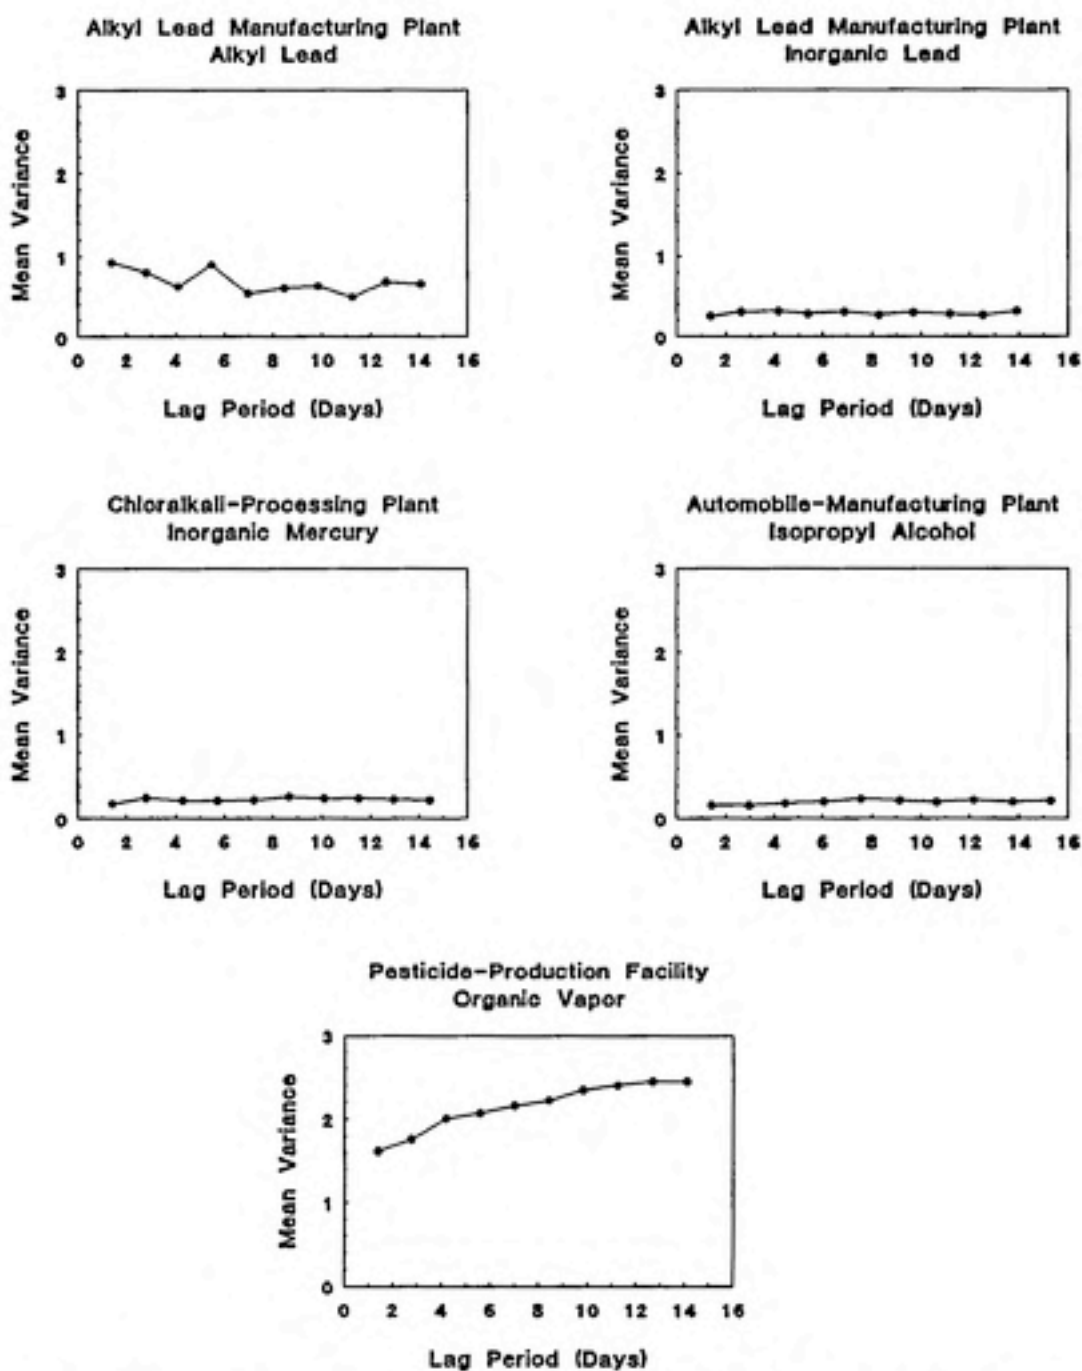 Alkyl Lead Manufacturing Plant
Alkyl Lead
3
2
1
0
Mean Variance
0 2 4 6 8 10 12 14 16
Lag Period (Days)
Alkyl Lead Manufacturing Plant
Inorganic Lead
3
2
1
0
Mean Variance
0 2 4 6 8 10 12 14 16
Lag Period (Days)
Chloralkali-Processing Plant
Inorganic Mercury
3
2
1
0
Mean Variance
0 2 4 6 8 10 12 14 16
Lag Period (Days)
Automobile-Manufacturing Plant
Isopropyl Alcohol
3
2
1
0
Mean Variance
0 2 4 6 8 10 12 14 16
Lag Period (Days)
Pesticide-Production Facility
Organic Vapor
3
2
1
0
Mean Variance
0 2 4 6 8 10 12 14 16
Lag Period (Days)